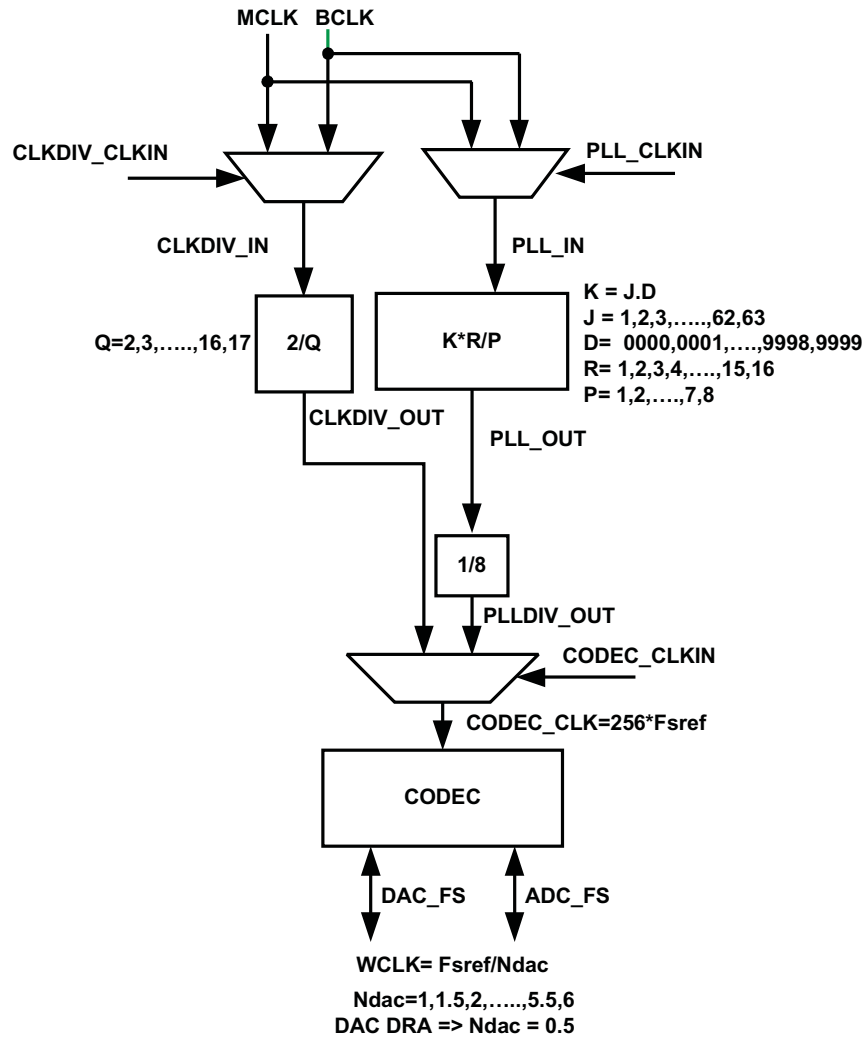 MCLK BCLK
CLKDIV_CLKIN
PLL_CLKIN
CLKDIV_IN
PLL_IN
Q=2,3,.....,16,17
2/Q
K*R/P
K = J.D
J = 1,2,3,.....,62,63
D= 0000,0001,....,9998,9999
R= 1,2,3,4,....,15,16
P= 1,2,....,7,8
CLKDIV_OUT
PLL_OUT
1/8
PLLDIV_OUT
CODEC_CLKIN
CODEC_CLK=256*Fsref
CODEC
DAC_FS
ADC_FS
WCLK= Fsref/Ndac
Ndac=1,1.5,2,.....,5.5,6
DAC DRA => Ndac = 0.5